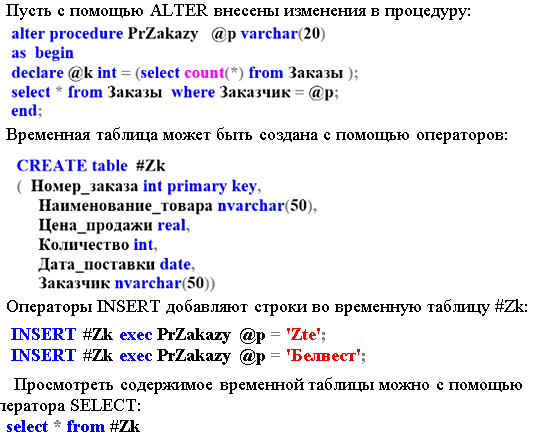 Пусть с помощью ALTER внесены изменения в процедуру:
alter procedure PrZakazy @p varchar(20)
as begin
declare @k int = (select count(*) from Заказы );
select * from Заказы where Заказчик = @p;
end;
Временная таблица может быть создана с помощью операторов:
CREATE table #Zk
( Номер_заказа int primary key,
Наименование_товара nvarchar(50),
Цена_продажи real,
Количество int,
Дата_поставки date,
Заказчик nvarchar(50))
Операторы INSERT добавляют строки во временную таблицу #Zk:
INSERT #Zk exec PrZakazy @p = 'Zte';
INSERT #Zk exec PrZakazy @p = 'Белвест';
Просмотреть содержимое временной таблицы можно с помощью
ператора SELECT:
select * from #Zk